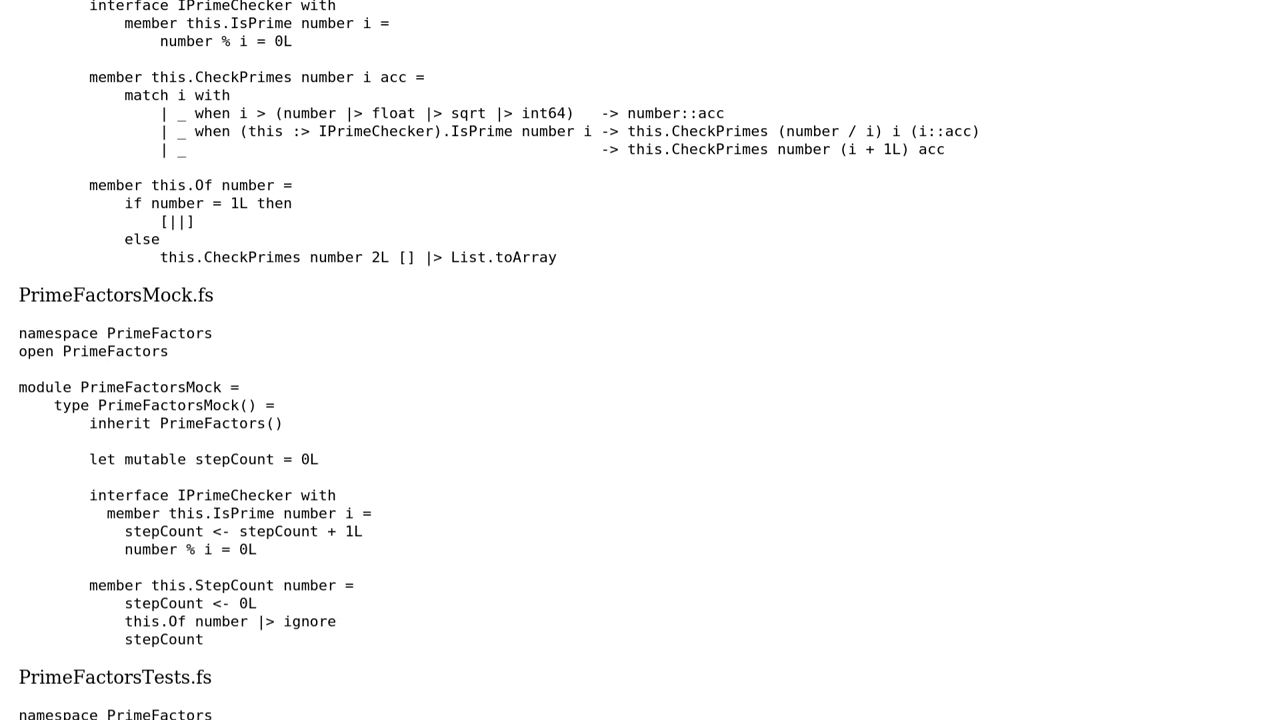 interface IPrimeChecker with
member this.IsPrime number i =
number % i = 0L
member this.CheckPrimes number i acc =
match i with
| _ when i > (number |> float |> sqrt |> int64)   -> number::acc
| _ when (this :> IPrimeChecker).IsPrime number i -> this.CheckPrimes (number / i) i (i::acc)
| _                                               -> this.CheckPrimes number (i + 1L) acc
member this.Of number =
if number = 1L then
[||]
else
this.CheckPrimes number 2L [] |> List.toArray
PrimeFactorsMock.fs
namespace PrimeFactors
open PrimeFactors
module PrimeFactorsMock =
type PrimeFactorsMock() =
inherit PrimeFactors()
let mutable stepCount = 0L
interface IPrimeChecker with
member this.IsPrime number i =
stepCount <- stepCount + 1L
number % i = 0L
member this.StepCount number =
stepCount <- 0L
this.Of number |> ignore
stepCount
PrimeFactorsTests.fs
namespace PrimeFactors